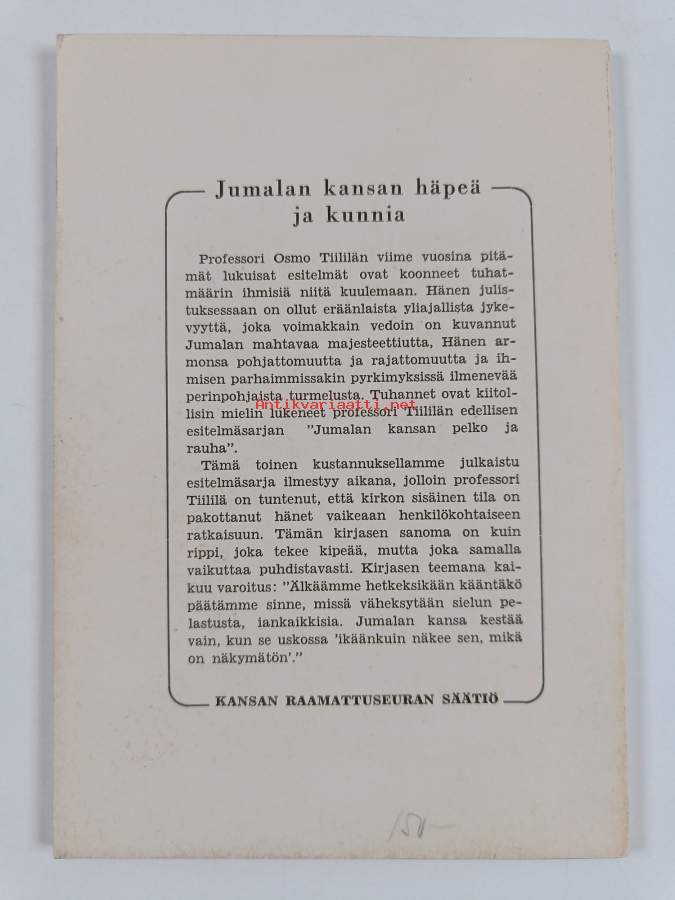 Jumalan kansan häpeä
ja kunnia
Professori Osmo Tiililän viime vuosina pitä-
mät lukuisat esitelmät ovat koonneet tuhat-
määrin ihmisiä niitä kuulemaan. Hänen julis-
tuksessaan on ollut eräänlaista yliajallista jyke-
vyyttä, joka voimakkain vedoin on kuvannut
Jumalan mahtavaa majesteettiutta, Hänen ar-
monsa pohjattomuutta ja rajattomuutta ja ih-
misen parhaimmissakin pyrkimyksissä ilmenevää
perinpohjaista turmelusta. Tuhannet ovat kiitol-
Antikvariaatti.net
lisin mielin lukeneet professori Tiililän edellisen
esitelmäsarjan "Jumalan kansan pelko ja
rauha".
Tämä toinen kustannuksellamme julkaistu
esitelmäsarja ilmestyy aikana, jolloin professori
Tiililä on tuntenut, että kirkon sisäinen tila on
pakottanut hänet vaikeaan henkilökohtaiseen
ratkaisuun. Tämän kirjasen sanoma on kuin
rippi, joka tekee kipeää, mutta joka samalla
vaikuttaa puhdistavasti. Kirjasen teemana kai-
kuu varoitus: "Älkäämme hetkeksikään kääntäkö
päätämme sinne, missä väheksytään sielun pe-
lastusta, iankaikkisia. Jumalan kansa kestää
vain, kun se uskossa 'ikäänkuin näkee sen, mikä
on näkymätön'."
KANSAN RAAMATTUSEURAN SÄÄTIÖ
150—